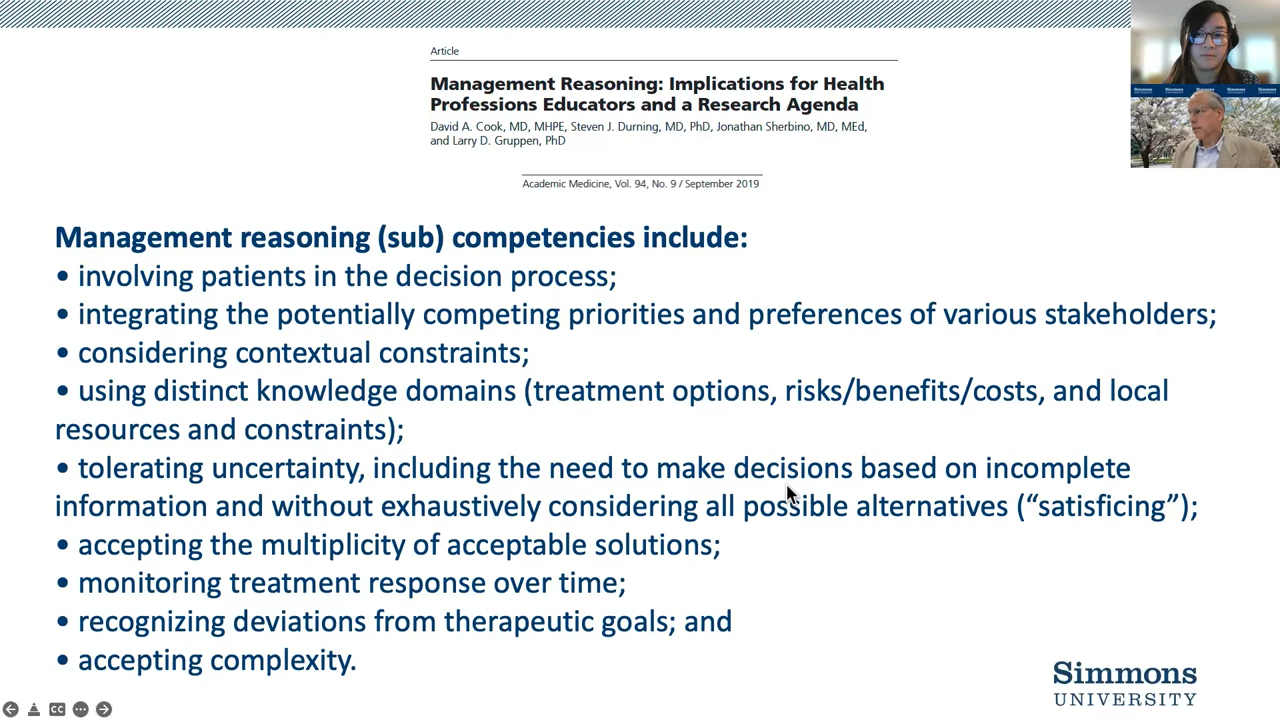 Article
Management Reasoning: Implications for Health
Professions Educators and a Research Agenda
David A. Cook, MD, MHPE, Steven J. Durning, MD, PhD, Jonathan Sherbino, MD, MEd,
and Larry D. Gruppen, PhD
Academic Medicine, Vol. 94, No. 9 / September 2019
Management reasoning (sub) competencies include:
• involving patients in the decision process;
• integrating the potentially competing priorities and preferences of various stakeholders;
• considering contextual constraints;
• using distinct knowledge domains (treatment options, risks/benefits/costs, and local
resources and constraints);
• tolerating uncertainty, including the need to make decisions based on incomplete
information and without exhaustively considering all possible alternatives (“satisficing”);
• accepting the multiplicity of acceptable solutions;
• monitoring treatment response over time;
• recognizing deviations from therapeutic goals; and
• accepting complexity.
Simmons
UNIVERSITY
CC